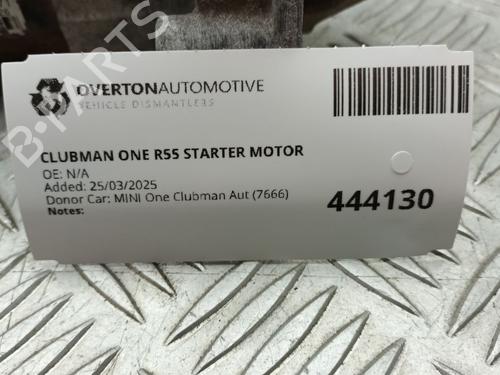 OVERTONAUTOMOTIVE
VEHICLE DISMANTLERS
CLUBMAN ONE R55 STARTER MOTOR
OE: N/A
Added: 25/03/2025
Donor Car: MINI One Clubman Aut (7666)
Notes:
444130
B-PARTS